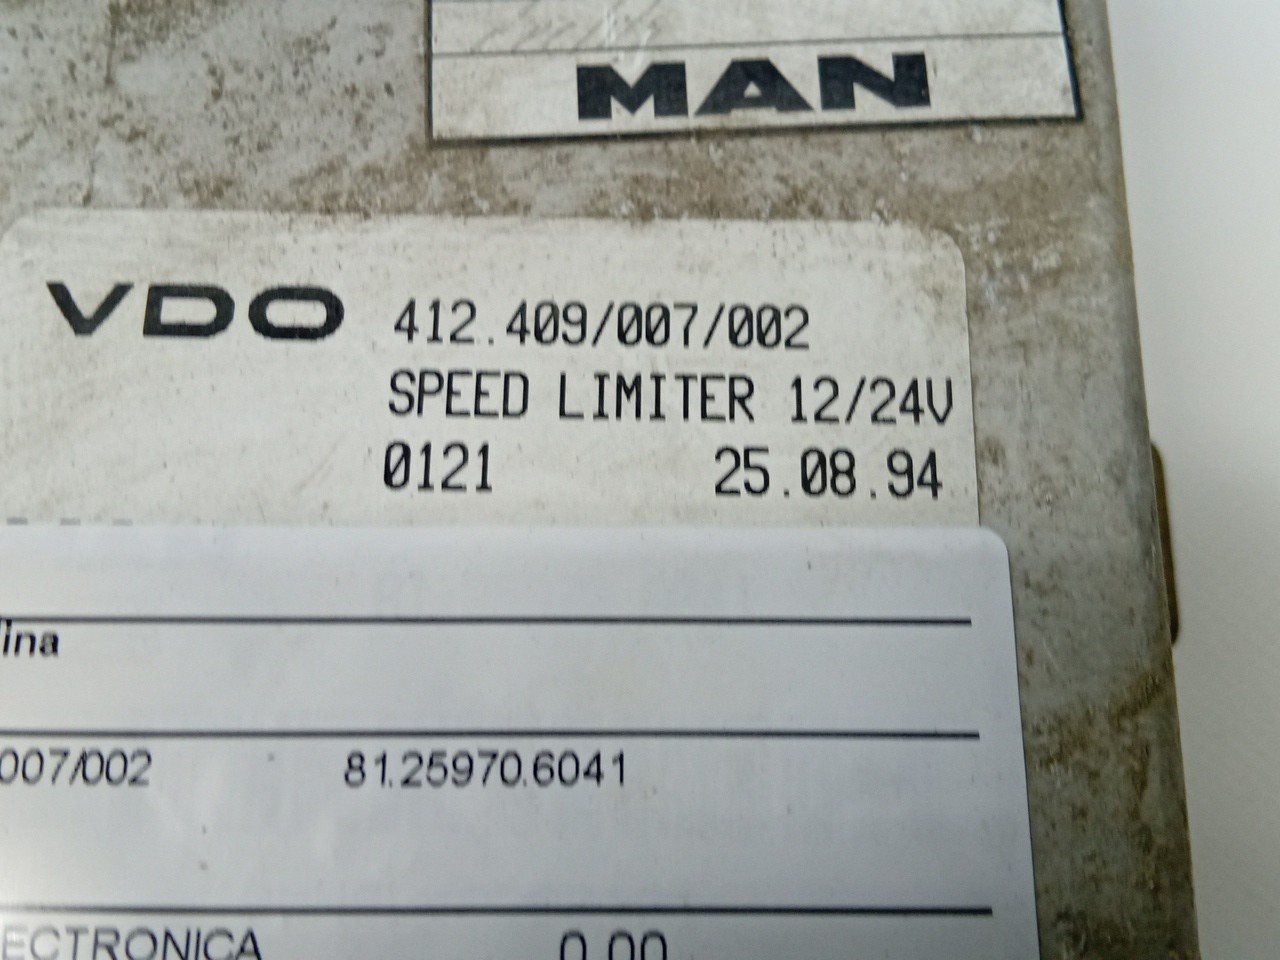 MAN
VDO 412.409/007/002
SPEED LIMITER 12/24V
0121 25.08.94
lina
007/002 81.25970.6041
ECTRONICA 0.00